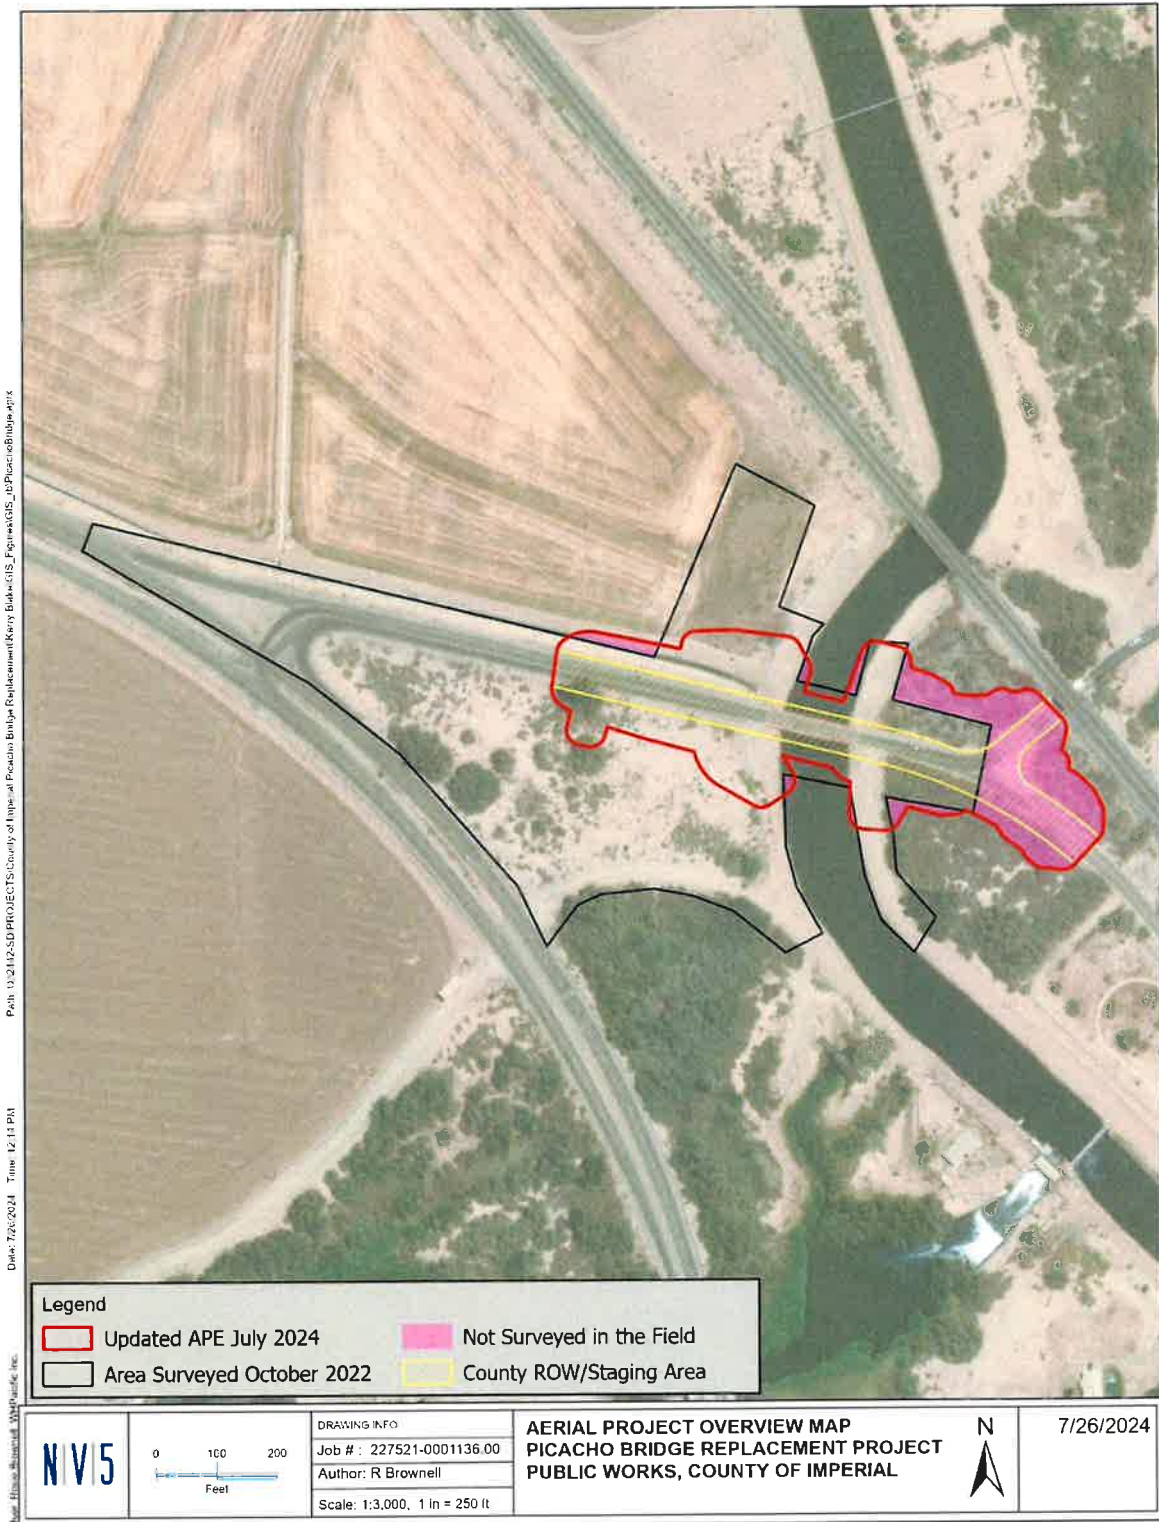 Legend
Updated APE July 2024
Not Surveyed in the Field
Area Surveyed October 2022
County ROW/Staging Area
NV5
0 100 200
Feet
DRAWING INFO
Job # : 227521-0001136.00
Author: R Brownell
Scale: 1:3,000, 1 in = 250 ft
AERIAL PROJECT OVERVIEW MAP
PICACHO BRIDGE REPLACEMENT PROJECT
PUBLIC WORKS, COUNTY OF IMPERIAL
N
7/26/2024
Date: 7/26/2024 Time: 12:14 PM